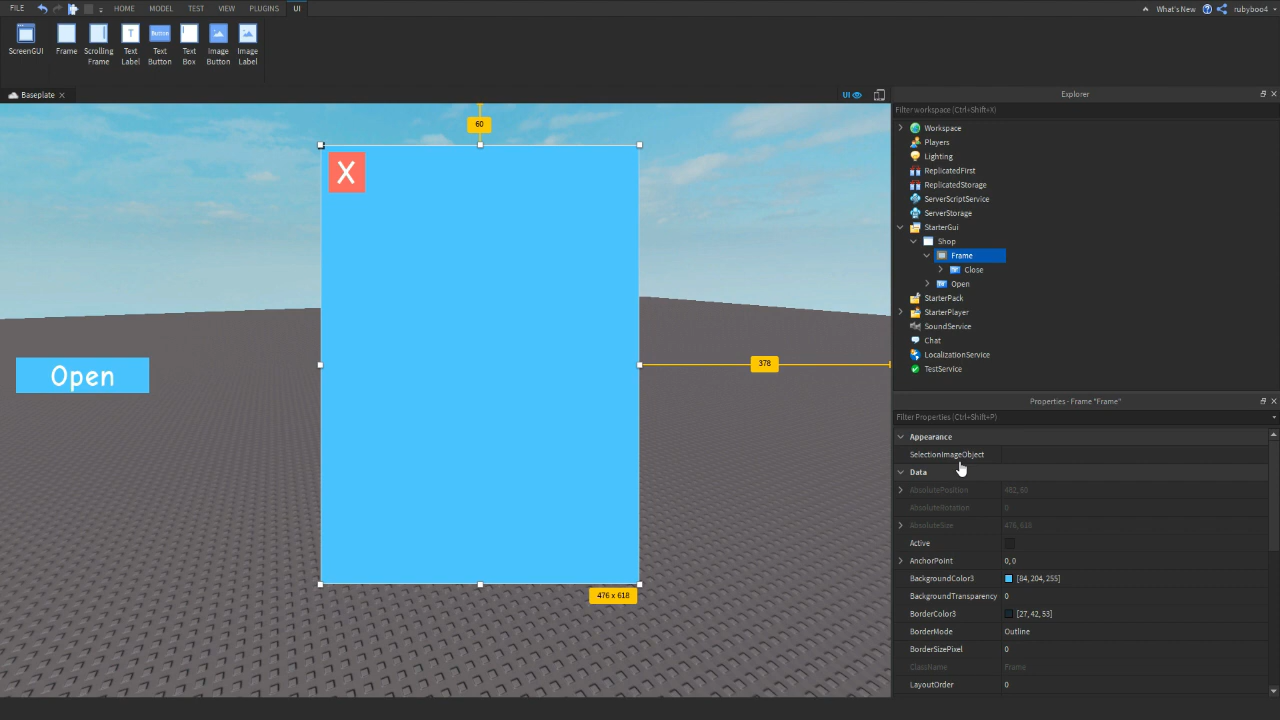 FILE HOME MODEL TEST VIEW PLUGINS UI What's New rubyboo4
ScreenGUI Frame Scrolling Frame Text Label Button Text Button Text Box Image Button Image Label
Baseplate UI
60
X
Open
378
476 x 618
Explorer
Filter workspace (Ctrl+Shift+X)
Workspace
Players
Lighting
ReplicatedFirst
ReplicatedStorage
ServerScriptService
ServerStorage
StarterGui
Shop
Frame
Close
Open
StarterPack
StarterPlayer
SoundService
Chat
LocalizationService
TestService
Properties - Frame "Frame"
Filter Properties (Ctrl+Shift+P)
Appearance
SelectionImageObject
Data
AbsolutePosition 482, 60
AbsoluteRotation 0
AbsoluteSize 476, 618
Active
AnchorPoint 0, 0
BackgroundColor3 [84, 204, 255]
BackgroundTransparency 0
BorderColor3 [27, 42, 53]
BorderMode Outline
BorderSizePixel 0
ClassName Frame
LayoutOrder 0